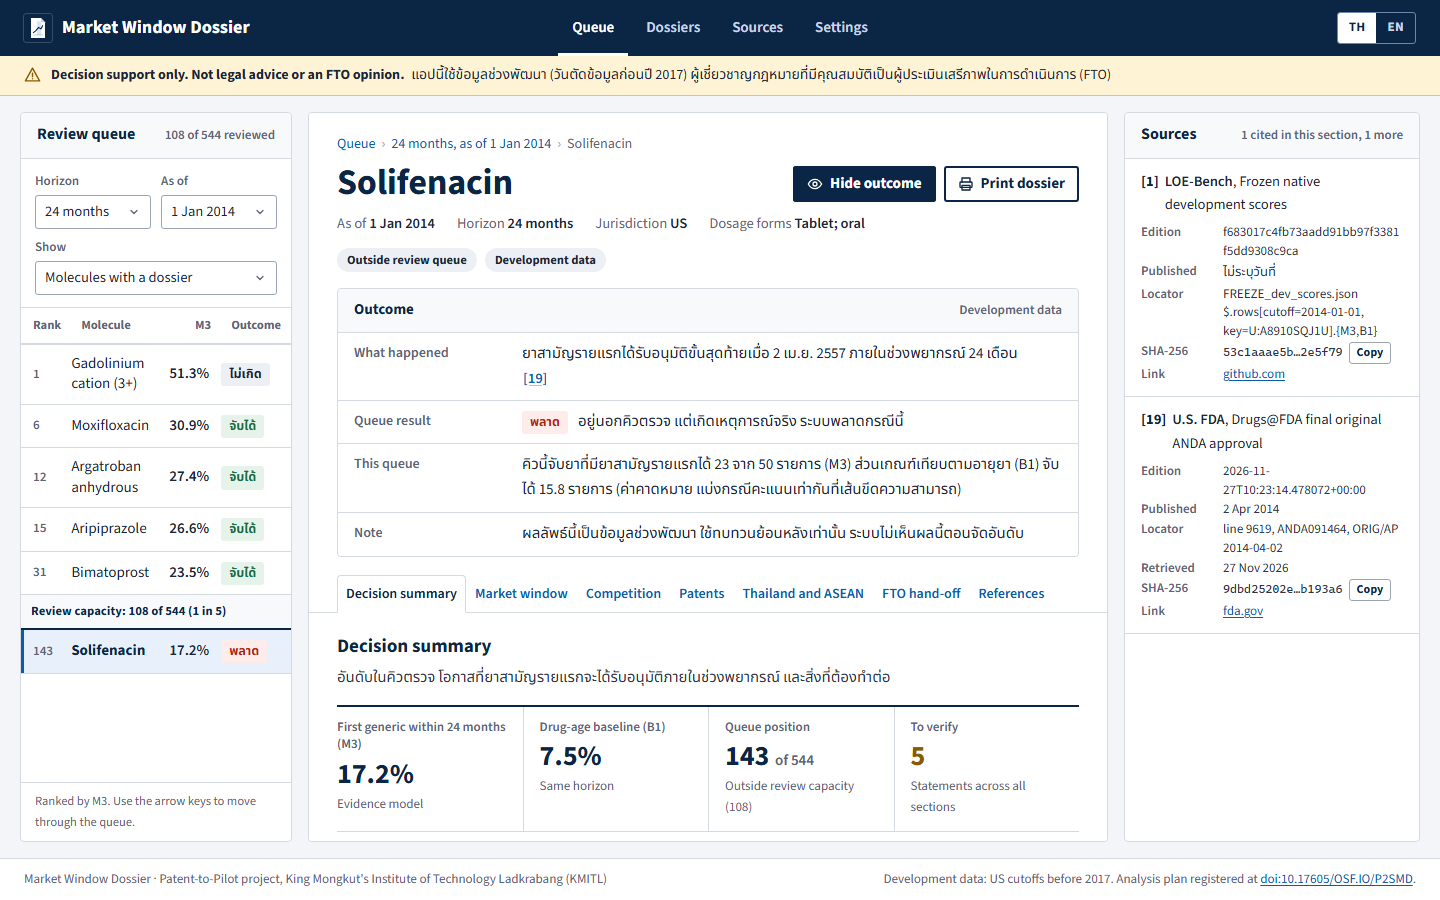 Market Window Dossier
Queue
Dossiers
Sources
Settings
TH
EN
Decision support only. Not legal advice or an FTO opinion. แอปนี้ใช้ข้อมูลช่วงพัฒนา (วันตัดข้อมูลก่อนปี 2017) ผู้เชี่ยวชาญกฎหมายที่มีคุณสมบัติเป็นผู้ประเมินเสรีภาพในการดำเนินการ (FTO)
Review queue
108 of 544 reviewed
Horizon
As of
24 months
1 Jan 2014
Show
Molecules with a dossier
Rank Molecule M3 Outcome
1 Gadolinium cation (3+) 51.3% ไม่เกิด
6 Moxifloxacin 30.9% จับได้
12 Argatroban anhydrous 27.4% จับได้
15 Aripiprazole 26.6% จับได้
31 Bimatoprost 23.5% จับได้
Review capacity: 108 of 544 (1 in 5)
143 Solifenacin 17.2% พลาด
Ranked by M3. Use the arrow keys to move
through the queue.
Queue › 24 months, as of 1 Jan 2014 › Solifenacin
Solifenacin
Hide outcome
Print dossier
As of 1 Jan 2014 Horizon 24 months Jurisdiction US Dosage forms Tablet; oral
Outside review queue
Development data
Outcome
Development data
What happened
ยาสามัญรายแรกได้รับอนุมัติขั้นสุดท้ายเมื่อ 2 เม.ย. 2557 ภายในช่วงพยากรณ์ 24 เดือน
[19]
Queue result
พลาด อยู่นอกคิวตรวจ แต่เกิดเหตุการณ์จริง ระบบพลาดกรณีนี้
This queue
คิวนี้จับยาที่มียาสามัญรายแรกได้ 23 จาก 50 รายการ (M3) ส่วนเกณฑ์เทียบตามอายุยา (B1) จับ
ได้ 15.8 รายการ (ค่าคาดหมาย แบ่งกรณีคะแนนเท่ากันที่เส้นขีดความสามารถ)
Note
ผลลัพธ์นี้เป็นข้อมูลช่วงพัฒนา ใช้ทบทวนย้อนหลังเท่านั้น ระบบไม่เห็นผลนี้ตอนจัดอันดับ
Decision summary
Market window
Competition
Patents
Thailand and ASEAN
FTO hand-off
References
Decision summary
อันดับในคิวตรวจ โอกาสที่ยาสามัญรายแรกจะได้รับอนุมัติภายในช่วงพยากรณ์ และสิ่งที่ต้องทำต่อ
First generic within 24 months
(M3)
17.2%
Evidence model
Drug-age baseline (B1)
7.5%
Same horizon
Queue position
143 of 544
Outside review capacity
(108)
To verify
5
Statements across all
sections
Sources
1 cited in this section, 1 more
[1] LOE-Bench, Frozen native
development scores
Edition
f683017c4fb73aadd91bb97f3381
f5dd9308c9ca
Published
ไม่ระบุวันที่
Locator
FREEZE_dev_scores.json
$.rows[cutoff=2014-01-01,
key=U:A8910SQJ1U].{M3,B1}
SHA-256
53c1aaae5b…2e5f79
Copy
Link
github.com
[19] U.S. FDA, Drugs@FDA final original
ANDA approval
Edition
2026-11-
27T10:23:14.478072+00:00
Published
2 Apr 2014
Locator
line 9619, ANDA091464, ORIG/AP
2014-04-02
Retrieved
27 Nov 2026
SHA-256
9dbd25202e…b193a6
Copy
Link
fda.gov
Market Window Dossier · Patent-to-Pilot project, King Mongkut's Institute of Technology Ladkrabang (KMITL)
Development data: US cutoffs before 2017. Analysis plan registered at doi:10.17605/OSF.IO/P2SMD.